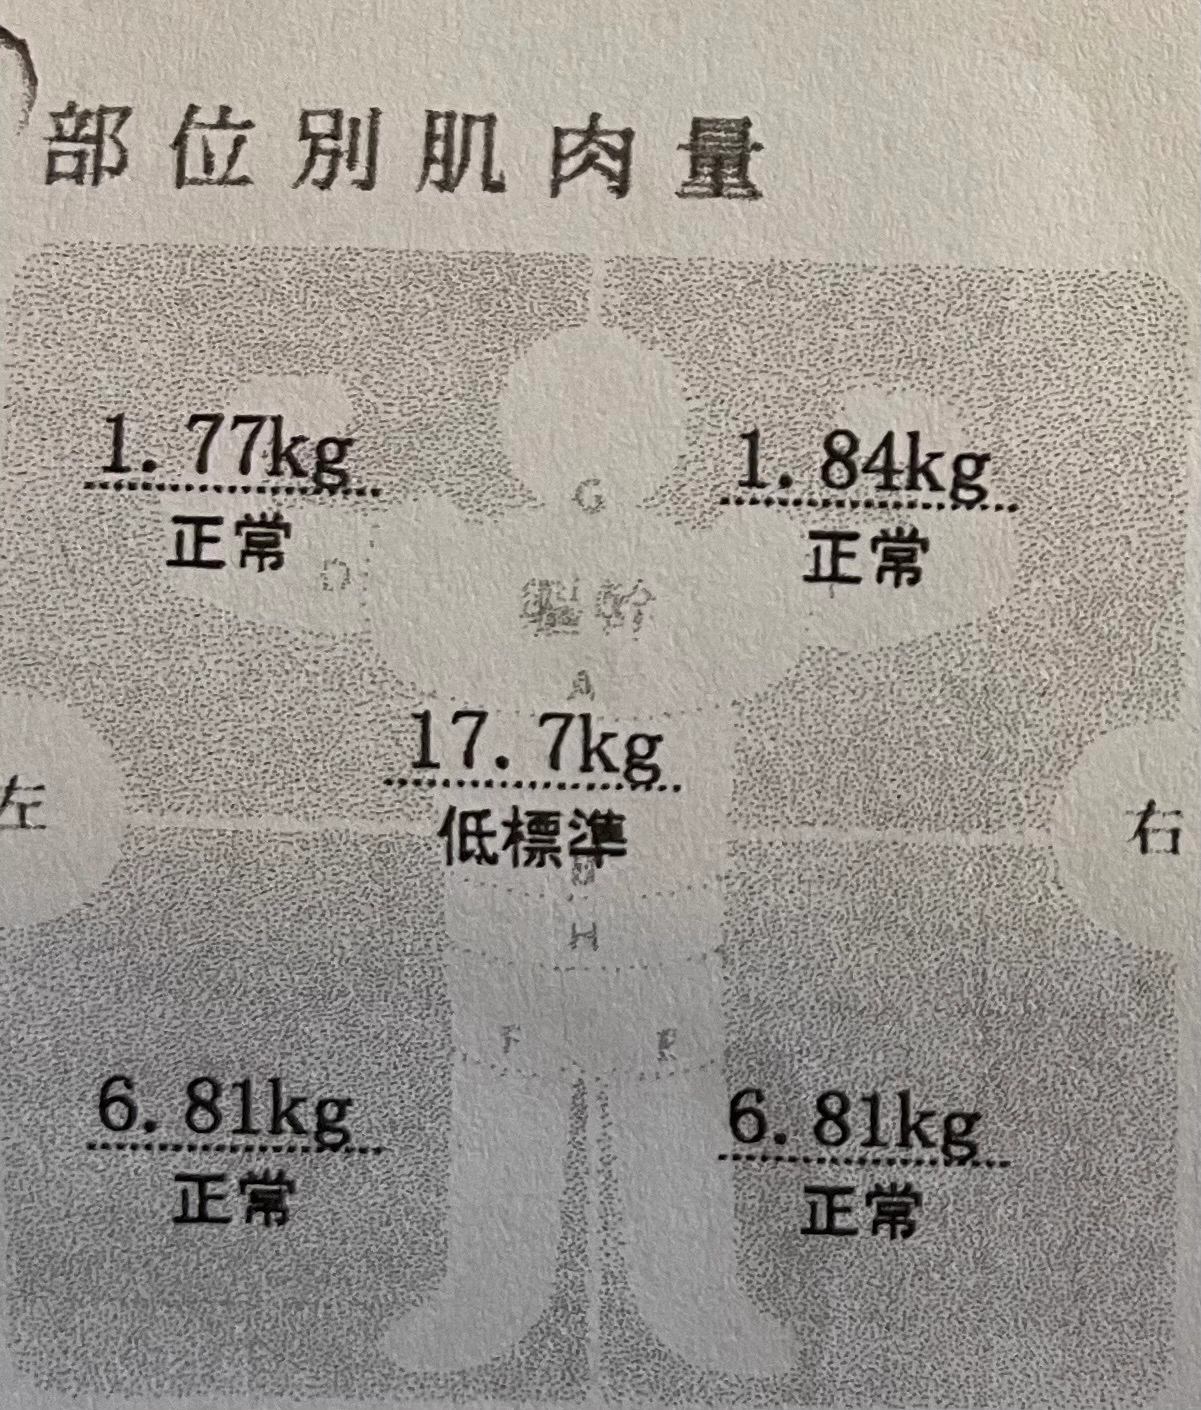 部位別肌肉量
1.77kg 1.84kg
正常 正常
G
D
軀幹
A
17.7kg
左 低標準 右
H
F E
6.81kg 6.81kg
正常 正常